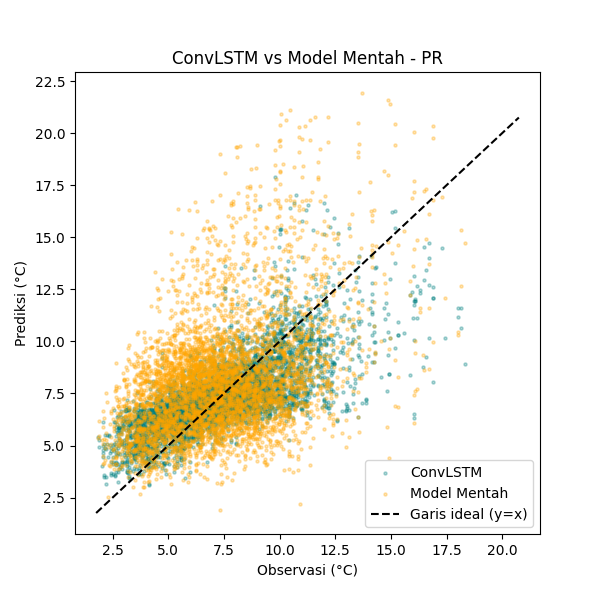 ConvLSTM vs Model Mentah - PR
22.5
20.0
17.5
15.0
12.5
10.0
7.5
5.0
2.5
Prediksi (°C)
ConvLSTM
Model Mentah
Garis ideal (y=x)
2.5 5.0 7.5 10.0 12.5 15.0 17.5 20.0
Observasi (°C)